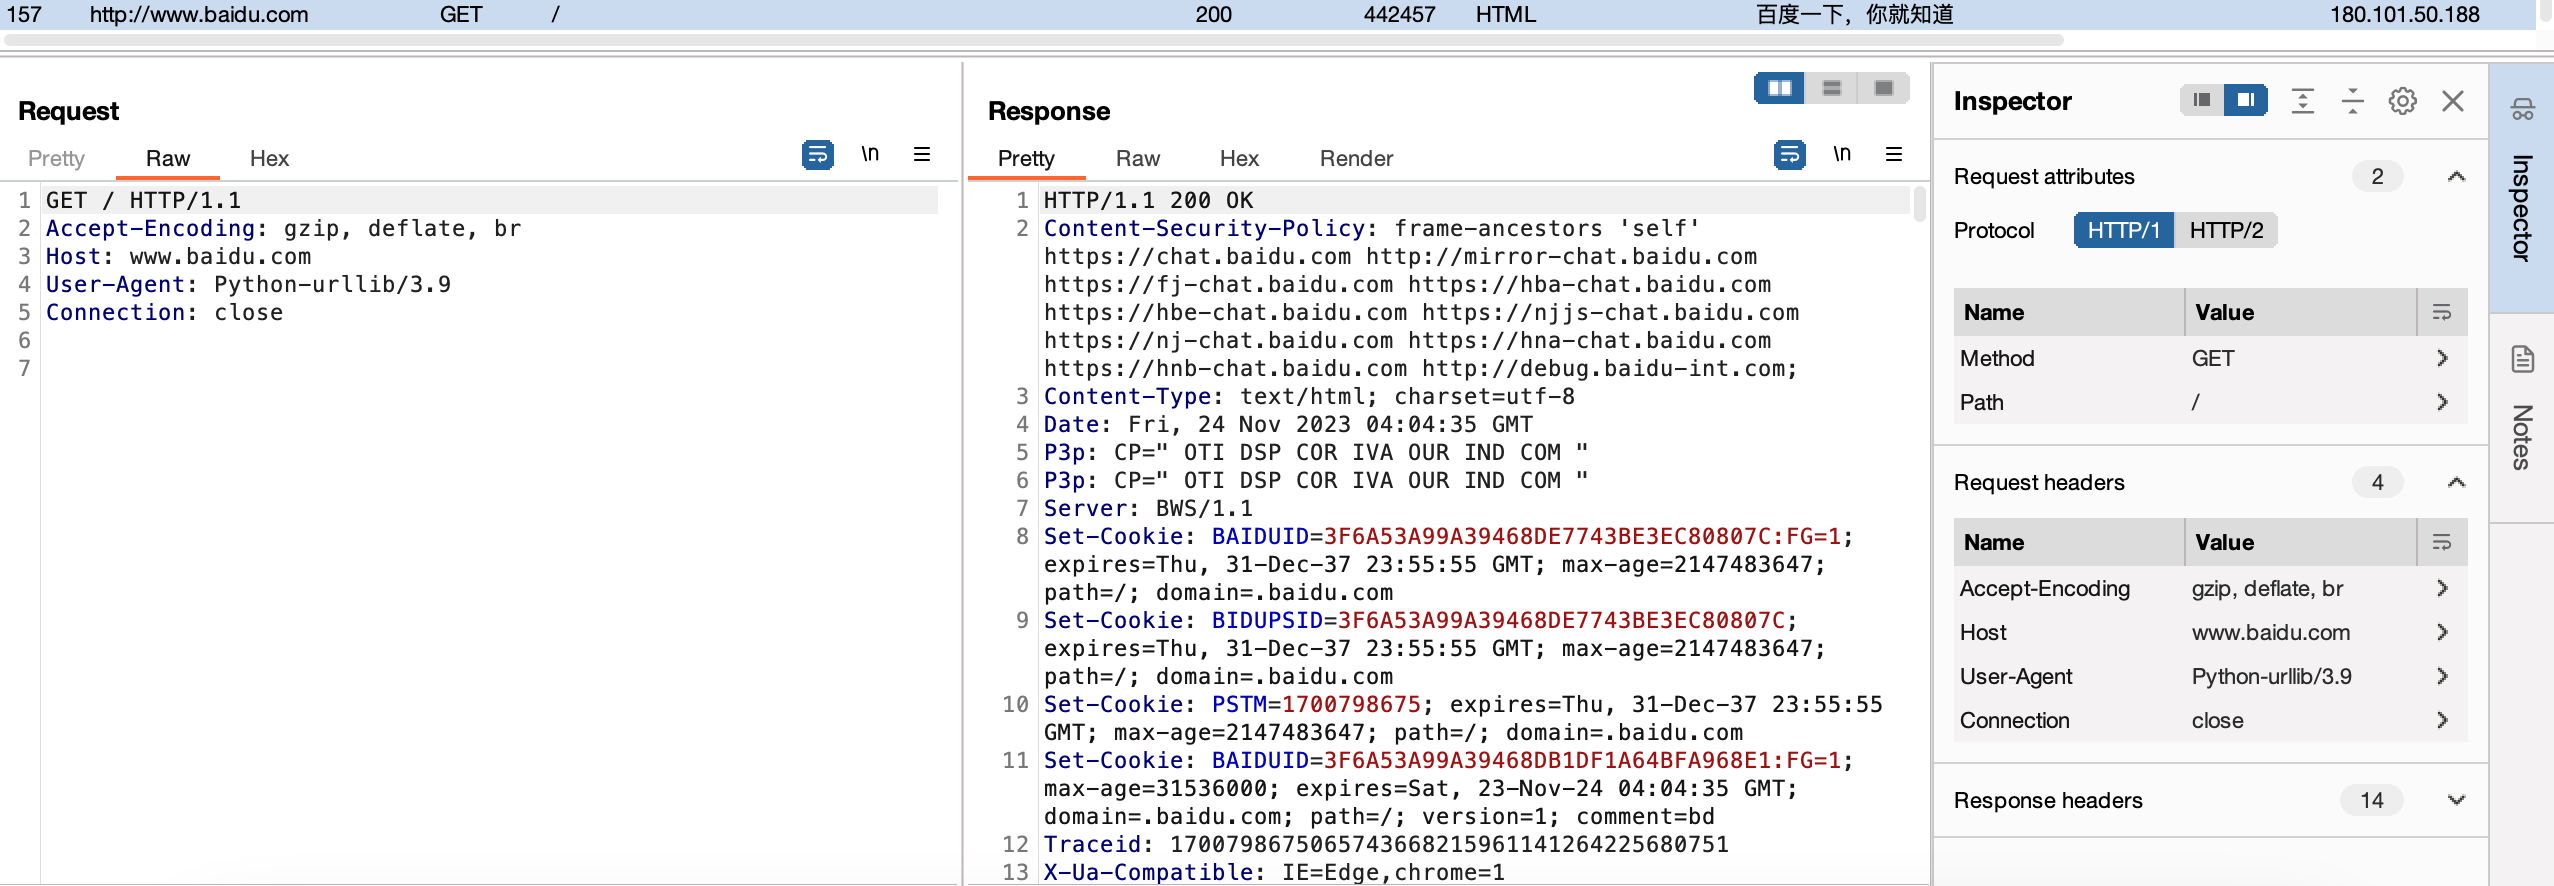 157 http://www.baidu.com GET / 200 442457 HTML 百度一下，你就知道 180.101.50.188
Request
Pretty Raw Hex \n
1 GET / HTTP/1.1
2 Accept-Encoding: gzip, deflate, br
3 Host: www.baidu.com
4 User-Agent: Python-urllib/3.9
5 Connection: close
6
7
Response
Pretty Raw Hex Render \n
1 HTTP/1.1 200 OK
2 Content-Security-Policy: frame-ancestors 'self'
https://chat.baidu.com http://mirror-chat.baidu.com
https://fj-chat.baidu.com https://hba-chat.baidu.com
https://hbe-chat.baidu.com https://njjs-chat.baidu.com
https://nj-chat.baidu.com https://hna-chat.baidu.com
https://hnb-chat.baidu.com http://debug.baidu-int.com;
3 Content-Type: text/html; charset=utf-8
4 Date: Fri, 24 Nov 2023 04:04:35 GMT
5 P3p: CP=" OTI DSP COR IVA OUR IND COM "
6 P3p: CP=" OTI DSP COR IVA OUR IND COM "
7 Server: BWS/1.1
8 Set-Cookie: BAIDUID=3F6A53A99A39468DE7743BE3EC80807C:FG=1;
expires=Thu, 31-Dec-37 23:55:55 GMT; max-age=2147483647;
path=/; domain=.baidu.com
9 Set-Cookie: BIDUPSID=3F6A53A99A39468DE7743BE3EC80807C;
expires=Thu, 31-Dec-37 23:55:55 GMT; max-age=2147483647;
path=/; domain=.baidu.com
10 Set-Cookie: PSTM=1700798675; expires=Thu, 31-Dec-37 23:55:55
GMT; max-age=2147483647; path=/; domain=.baidu.com
11 Set-Cookie: BAIDUID=3F6A53A99A39468DB1DF1A64BFA968E1:FG=1;
max-age=31536000; expires=Sat, 23-Nov-24 04:04:35 GMT;
domain=.baidu.com; path=/; version=1; comment=bd
12 Traceid: 1700798675065743668215961141264225680751
13 X-Ua-Compatible: IE=Edge,chrome=1
Inspector
Request attributes 2
Protocol HTTP/1 HTTP/2
Name Value
Method GET
Path /
Request headers 4
Name Value
Accept-Encoding gzip, deflate, br
Host www.baidu.com
User-Agent Python-urllib/3.9
Connection close
Response headers 14
Inspector
Notes